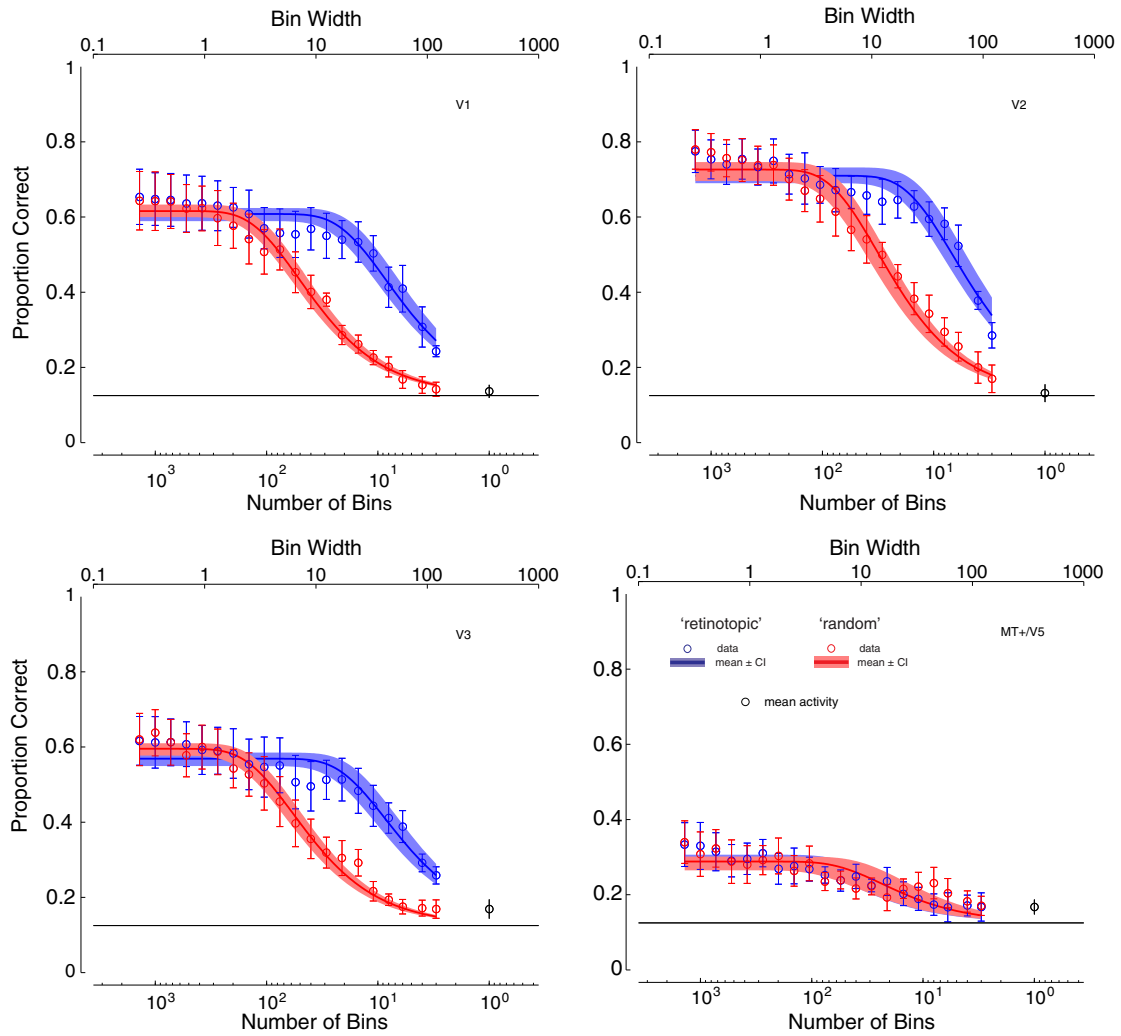 Bin Width
0.1 1 10 100 1000
1
0.8
0.6
0.4
0.2
0
Proportion Correct
V1
10³ 10² 10¹ 10⁰
Number of Bins
Bin Width
0.1 1 10 100 1000
1
0.8
0.6
0.4
0.2
0
V2
10³ 10² 10¹ 10⁰
Number of Bins
Bin Width
0.1 1 10 100 1000
1
0.8
0.6
0.4
0.2
0
Proportion Correct
V3
10³ 10² 10¹ 10⁰
Number of Bins
Bin Width
0.1 1 10 100 1000
1
0.8
0.6
0.4
0.2
0
'retinotopic' 'random'
MT+/V5
data data
mean ± CI mean ± CI
mean activity
10³ 10² 10¹ 10⁰
Number of Bins